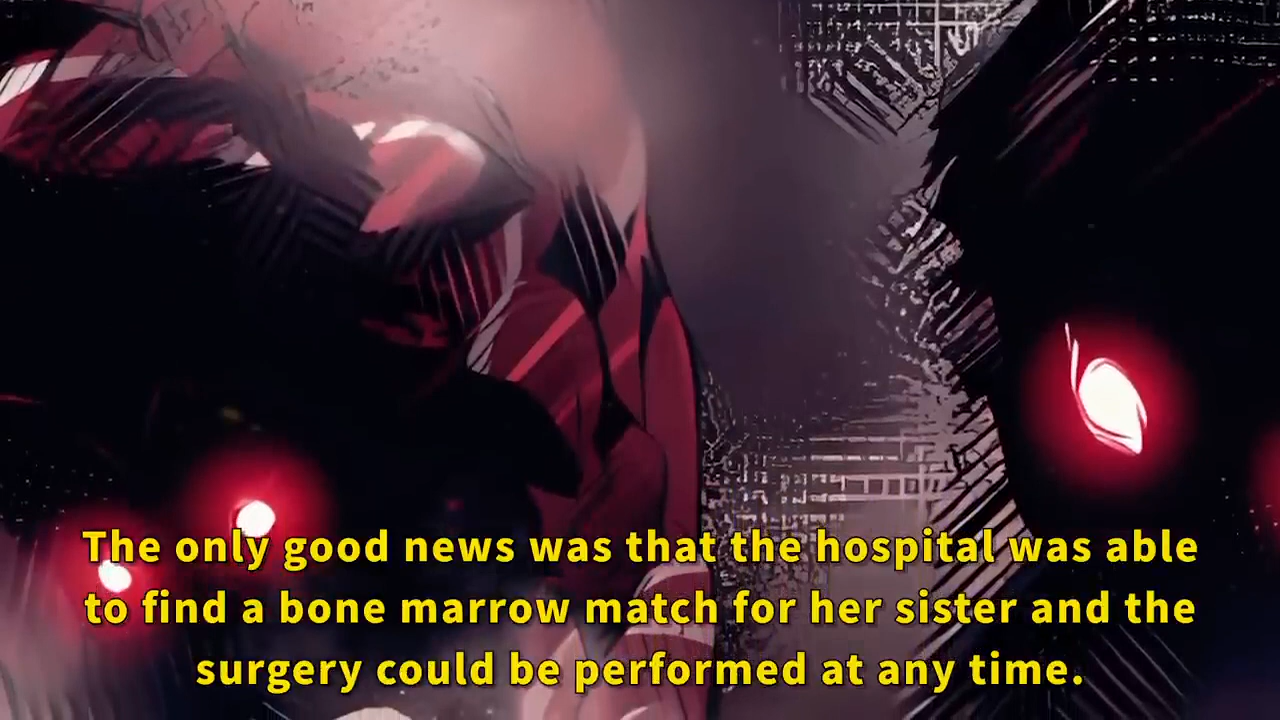 The only good news was that the hospital was able
to find a bone marrow match for her sister and the
surgery could be performed at any time.